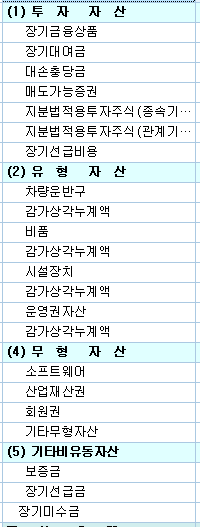 (1) 투 자 자 산
장기금융상품
장기대여금
대손충당금
매도가능증권
지분법적용투자주식(종속기…
지분법적용투자주식(관계기…
장기선급비용
(2) 유 형 자 산
차량운반구
감가상각누계액
비품
감가상각누계액
시설장치
감가상각누계액
운영권자산
감가상각누계액
(4) 무 형 자 산
소프트웨어
산업재산권
회원권
기타무형자산
(5) 기타비유동자산
보증금
장기선급금
장기미수금